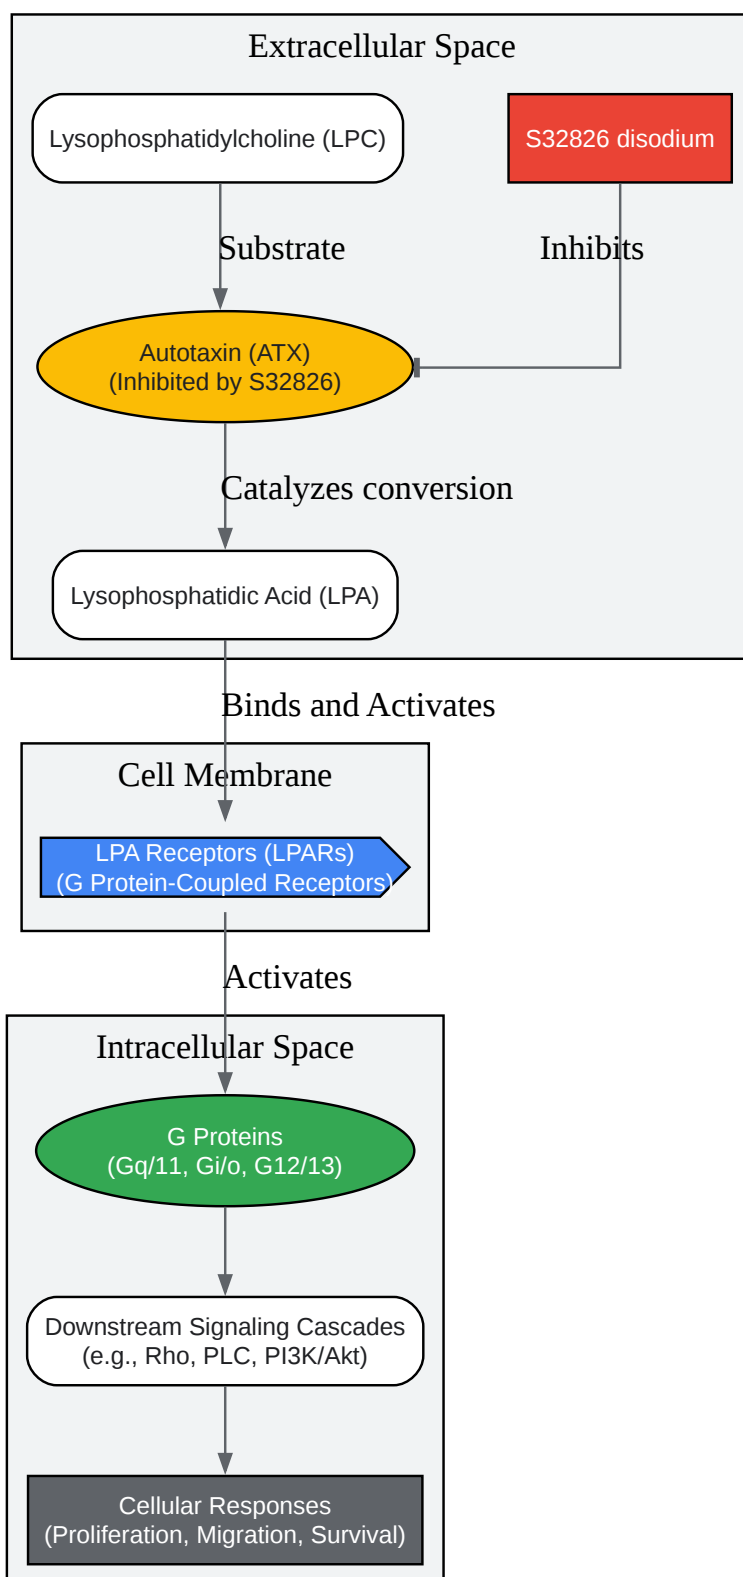 Extracellular Space
Lysophosphatidylcholine (LPC)
S32826 disodium
Substrate
Inhibits
Autotaxin (ATX)
(Inhibited by S32826)
Catalyzes conversion
Lysophosphatidic Acid (LPA)
Binds and Activates
Cell Membrane
LPA Receptors (LPARs)
(G Protein-Coupled Receptors)
Activates
Intracellular Space
G Proteins
(Gq/11, Gi/o, G12/13)
Downstream Signaling Cascades
(e.g., Rho, PLC, PI3K/Akt)
Cellular Responses
(Proliferation, Migration, Survival)